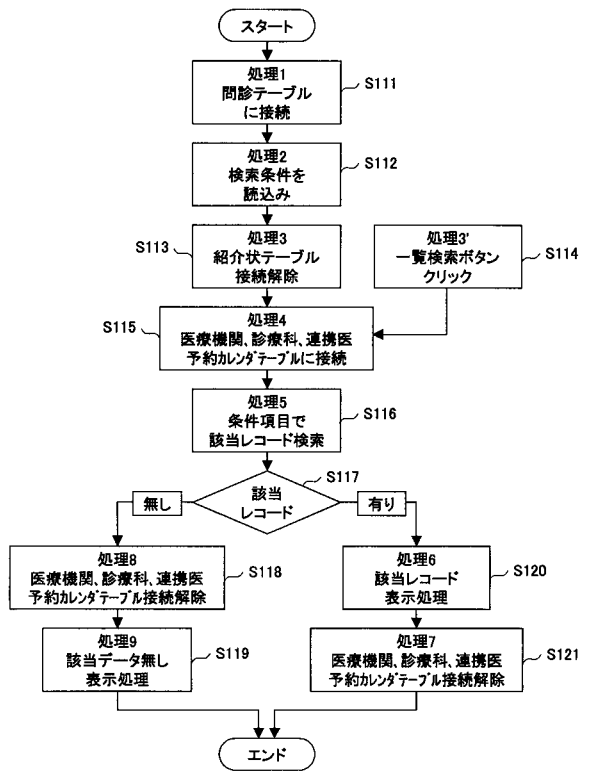 スタート
処理1
問診テーブル
に接続
S111
処理2
検索条件を
読込み
S112
処理3
紹介状テーブル
接続解除
S113
処理3'
一覧検索ボタン
クリック
S114
処理4
医療機関、診療科、連携医
予約カレンダテーブルに接続
S115
処理5
条件項目で
該当レコード検索
S116
該当
レコード
S117
無し
有り
処理8
医療機関、診療科、連携医
予約カレンダテーブル接続解除
S118
処理6
該当レコード
表示処理
S120
処理9
該当データ無し
表示処理
S119
処理7
医療機関、診療科、連携医
予約カレンダテーブル接続解除
S121
エンド